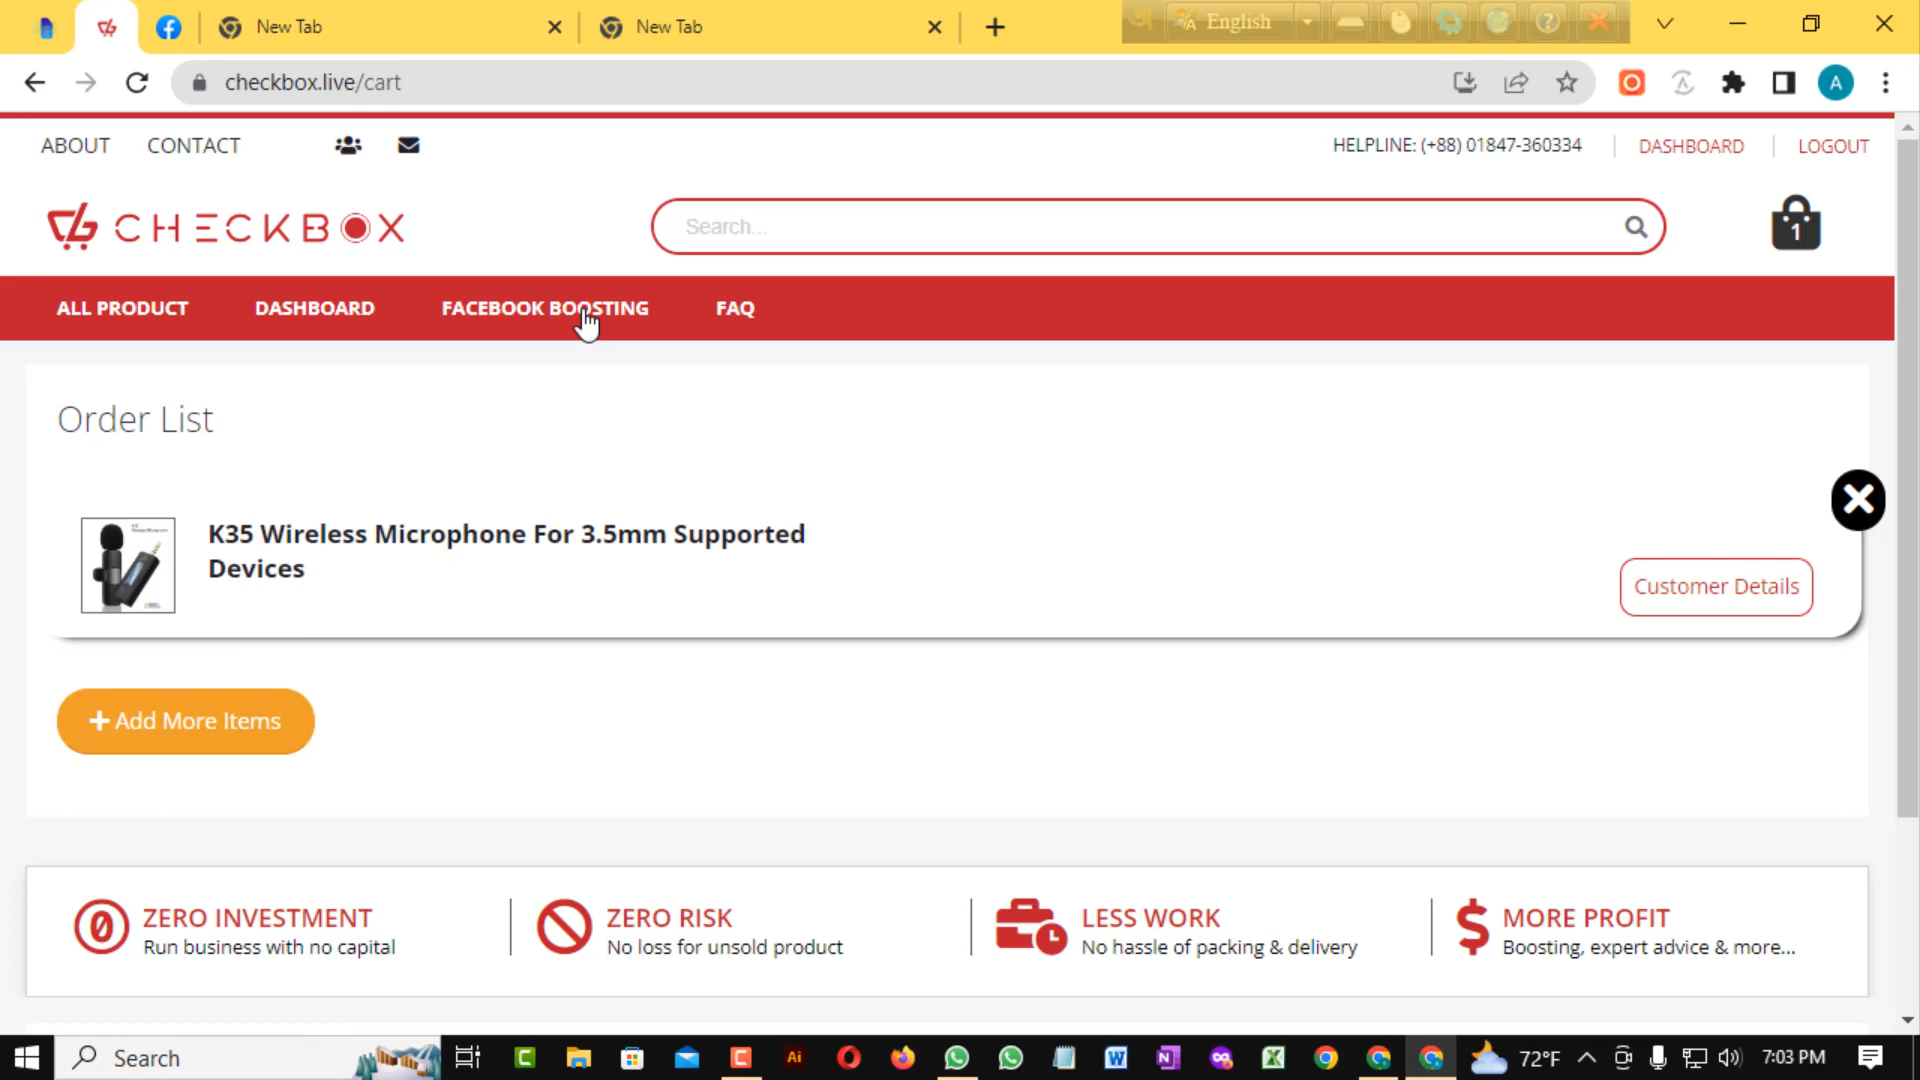 New Tab
New Tab
English
checkbox.live/cart
A
ABOUT CONTACT
HELPLINE: (+88) 01847-360334 DASHBOARD LOGOUT
CHECKBOX
Search...
1
ALL PRODUCT DASHBOARD FACEBOOK BOOSTING FAQ
Order List
K35 Wireless Microphone For 3.5mm Supported
Devices
Customer Details
Add More Items
ZERO INVESTMENT
Run business with no capital
ZERO RISK
No loss for unsold product
LESS WORK
No hassle of packing & delivery
MORE PROFIT
Boosting, expert advice & more...
Search
72°F
7:03 PM